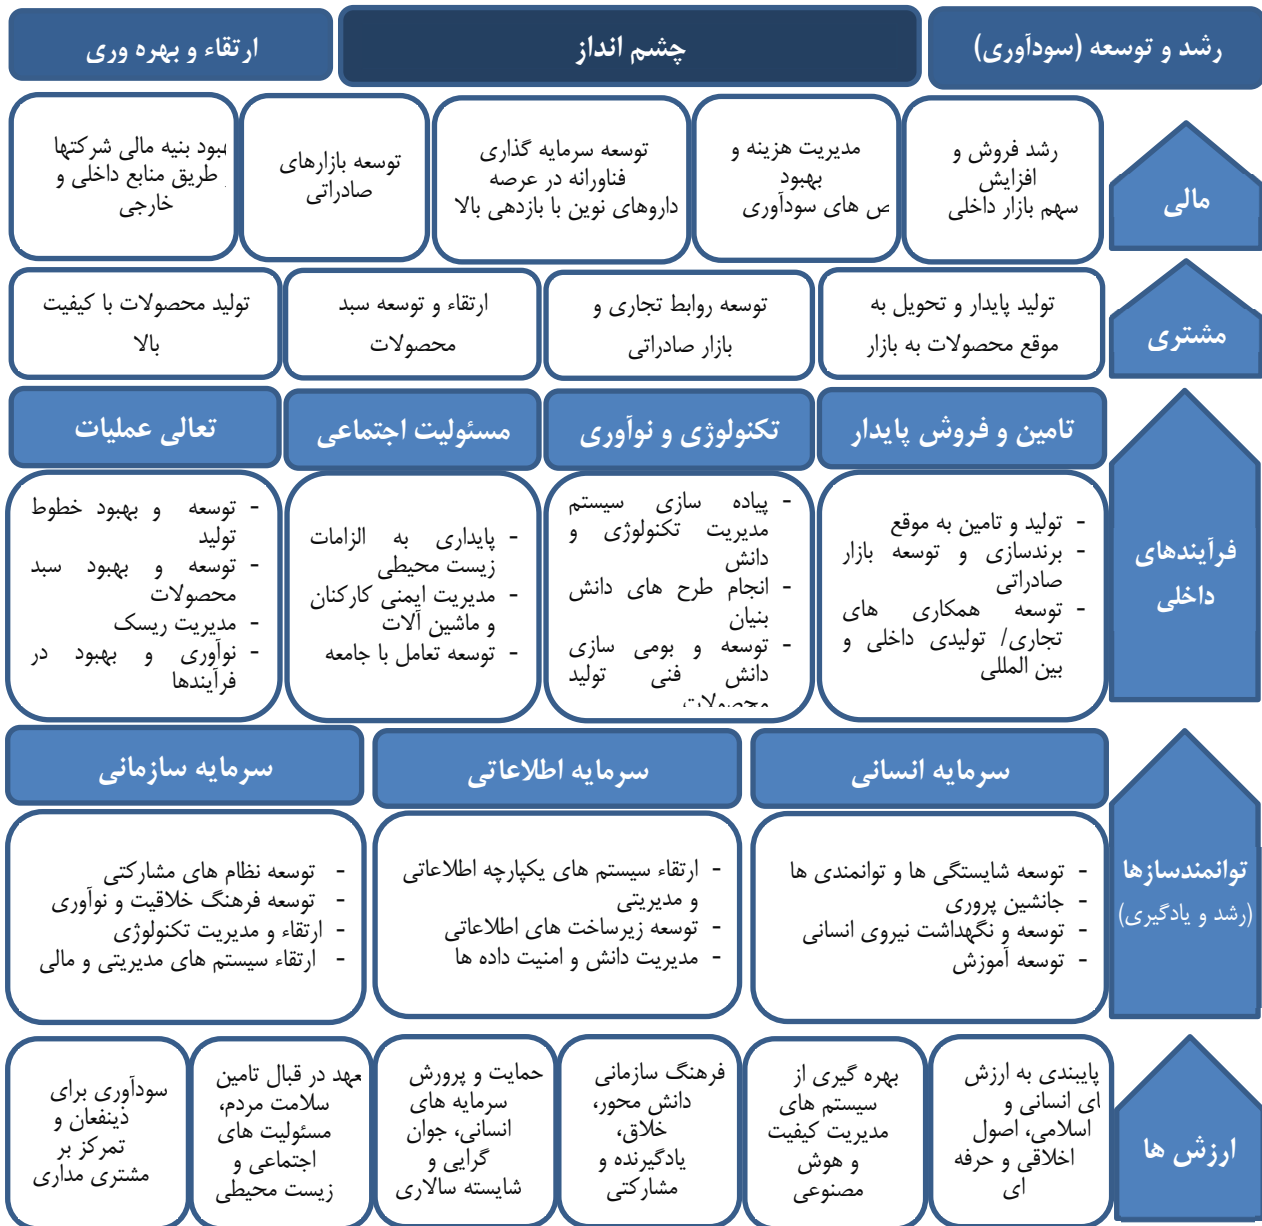 رشد و توسعه (سودآوری)
چشم انداز
ارتقاء و بهره وری
مالی
رشد فروش و
افزایش
سهم بازار داخلی
مدیریت هزینه و
بهبود
های سودآوری
توسعه سرمایه گذاری
فناورانه در عرصه
داروهای نوین با بازدهی بالا
توسعه بازارهای
صادراتی
بنیه مالی شرکتها
طریق منابع داخلی و
خارجی
مشتری
تولید پایدار و تحویل به
موقع محصولات به بازار
توسعه روابط تجاری و
بازار صادراتی
ارتقاء و توسعه سبد
محصولات
تولید محصولات با کیفیت
بالا
فرآیندهای
داخلی
تامین و فروش پایدار
- تولید و تامین به موقع
- برندسازی و توسعه بازار
صادراتی
- توسعه همکاری های
تجاری/ تولیدی داخلی و
بین المللی
تکنولوژی و نوآوری
- پیاده سازی سیستم
مدیریت تکنولوژی و
دانش
- انجام طرح های دانش
بنیان
- توسعه و بومی سازی
دانش فنی تولید
محصولات
مسئولیت اجتماعی
- پایداری به الزامات
زیست محیطی
- مدیریت ایمنی کارکنان
و ماشین آلات
- توسعه تعامل با جامعه
تعالی عملیات
- توسعه و بهبود خطوط
تولید
- توسعه و بهبود سبد
محصولات
- مدیریت ریسک
- نوآوری و بهبود در
فرآیندها
توانمندسازها
(رشد و یادگیری)
سرمایه انسانی
- توسعه شایستگی ها و توانمندی ها
- جانشین پروری
- توسعه و نگهداشت نیروی انسانی
- توسعه آموزش
سرمایه اطلاعاتی
- ارتقاء سیستم های یکپارچه اطلاعاتی
و مدیریتی
- توسعه زیرساخت های اطلاعاتی
- مدیریت دانش و امنیت داده ها
سرمایه سازمانی
- توسعه نظام های مشارکتی
- توسعه فرهنگ خلاقیت و نوآوری
- ارتقاء و مدیریت تکنولوژی
- ارتقاء سیستم های مدیریتی و مالی
ارزش ها
پایبندی به ارزش
انسانی و
اسلامی، اصول
اخلاقی و حرفه
ای
بهره گیری از
سیستم های
مدیریت کیفیت
و هوش
مصنوعی
فرهنگ سازمانی
دانش محور،
خلاق،
یادگیرنده و
مشارکتی
حمایت و پرورش
سرمایه های
انسانی، جوان
گرایی و
شایسته سالاری
در قبال تامین
سلامت مردم،
مسئولیت های
اجتماعی و
زیست محیطی
سودآوری برای
ذینفعان و
تمرکز بر
مشتری مداری